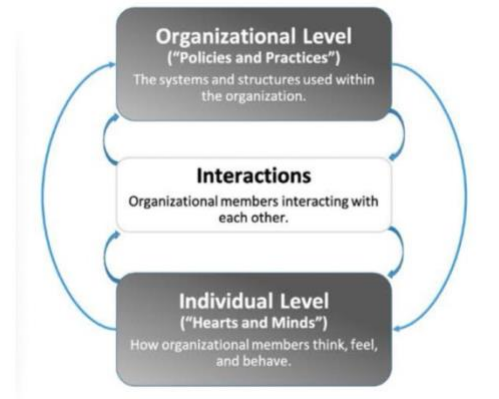 Organizational Level
("Policies and Practices")
The systems and structures used within
the organization.
Interactions
Organizational members interacting with
each other.
Individual Level
("Hearts and Minds")
How organizational members think, feel,
and behave.